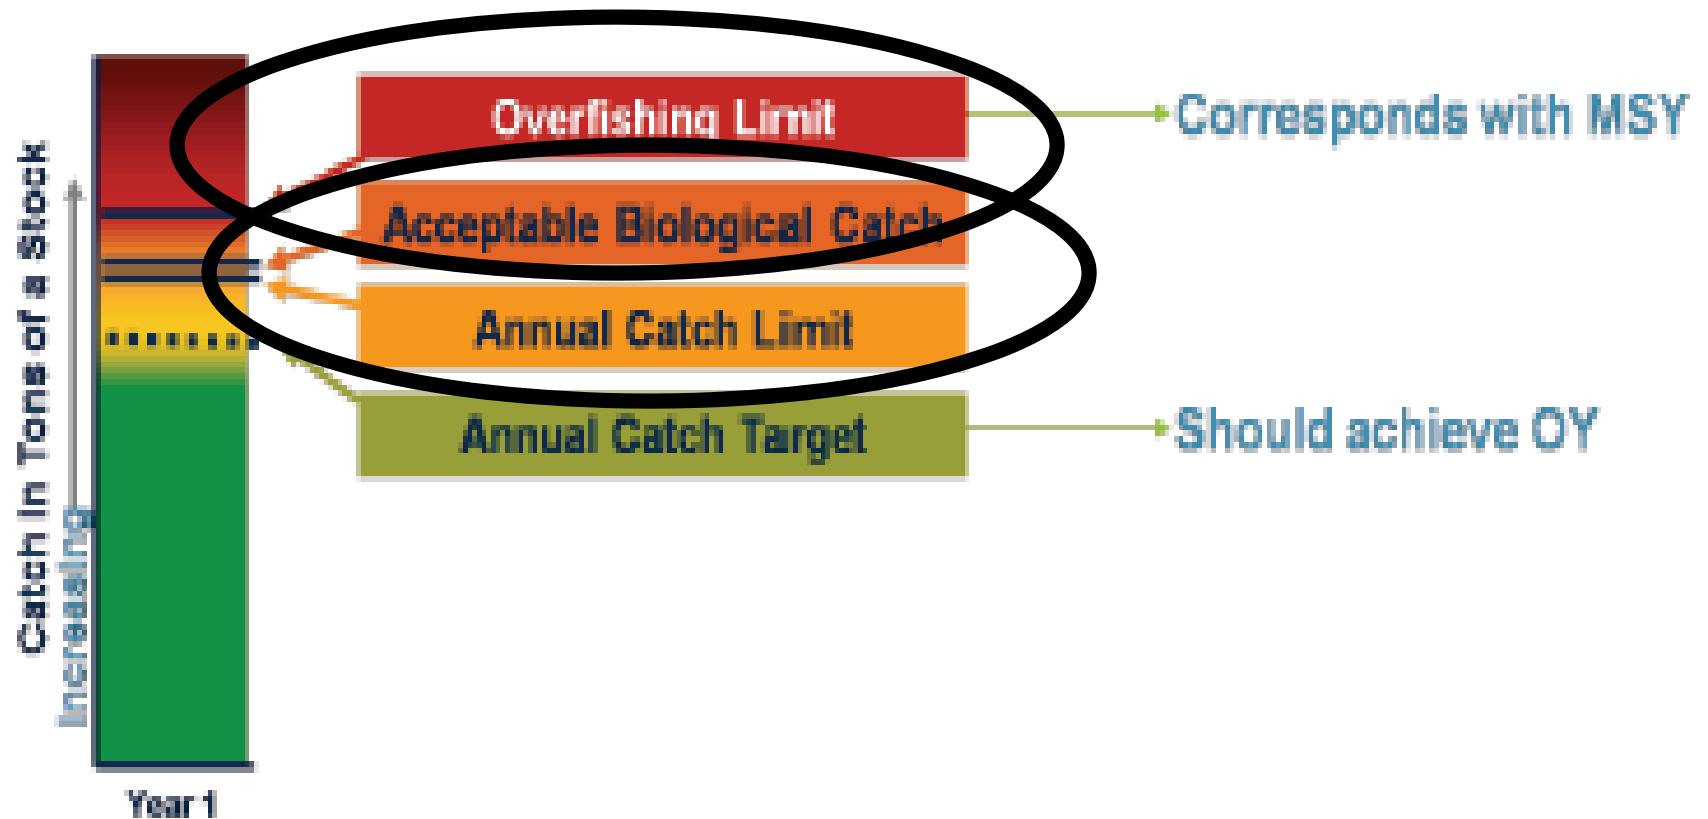 Overfishing Limit
Corresponds with MSY
Acceptable Biological Catch
Annual Catch Limit
Annual Catch Target
Should achieve OY
Catch in Tons of a Stock
Increasing
Year 1